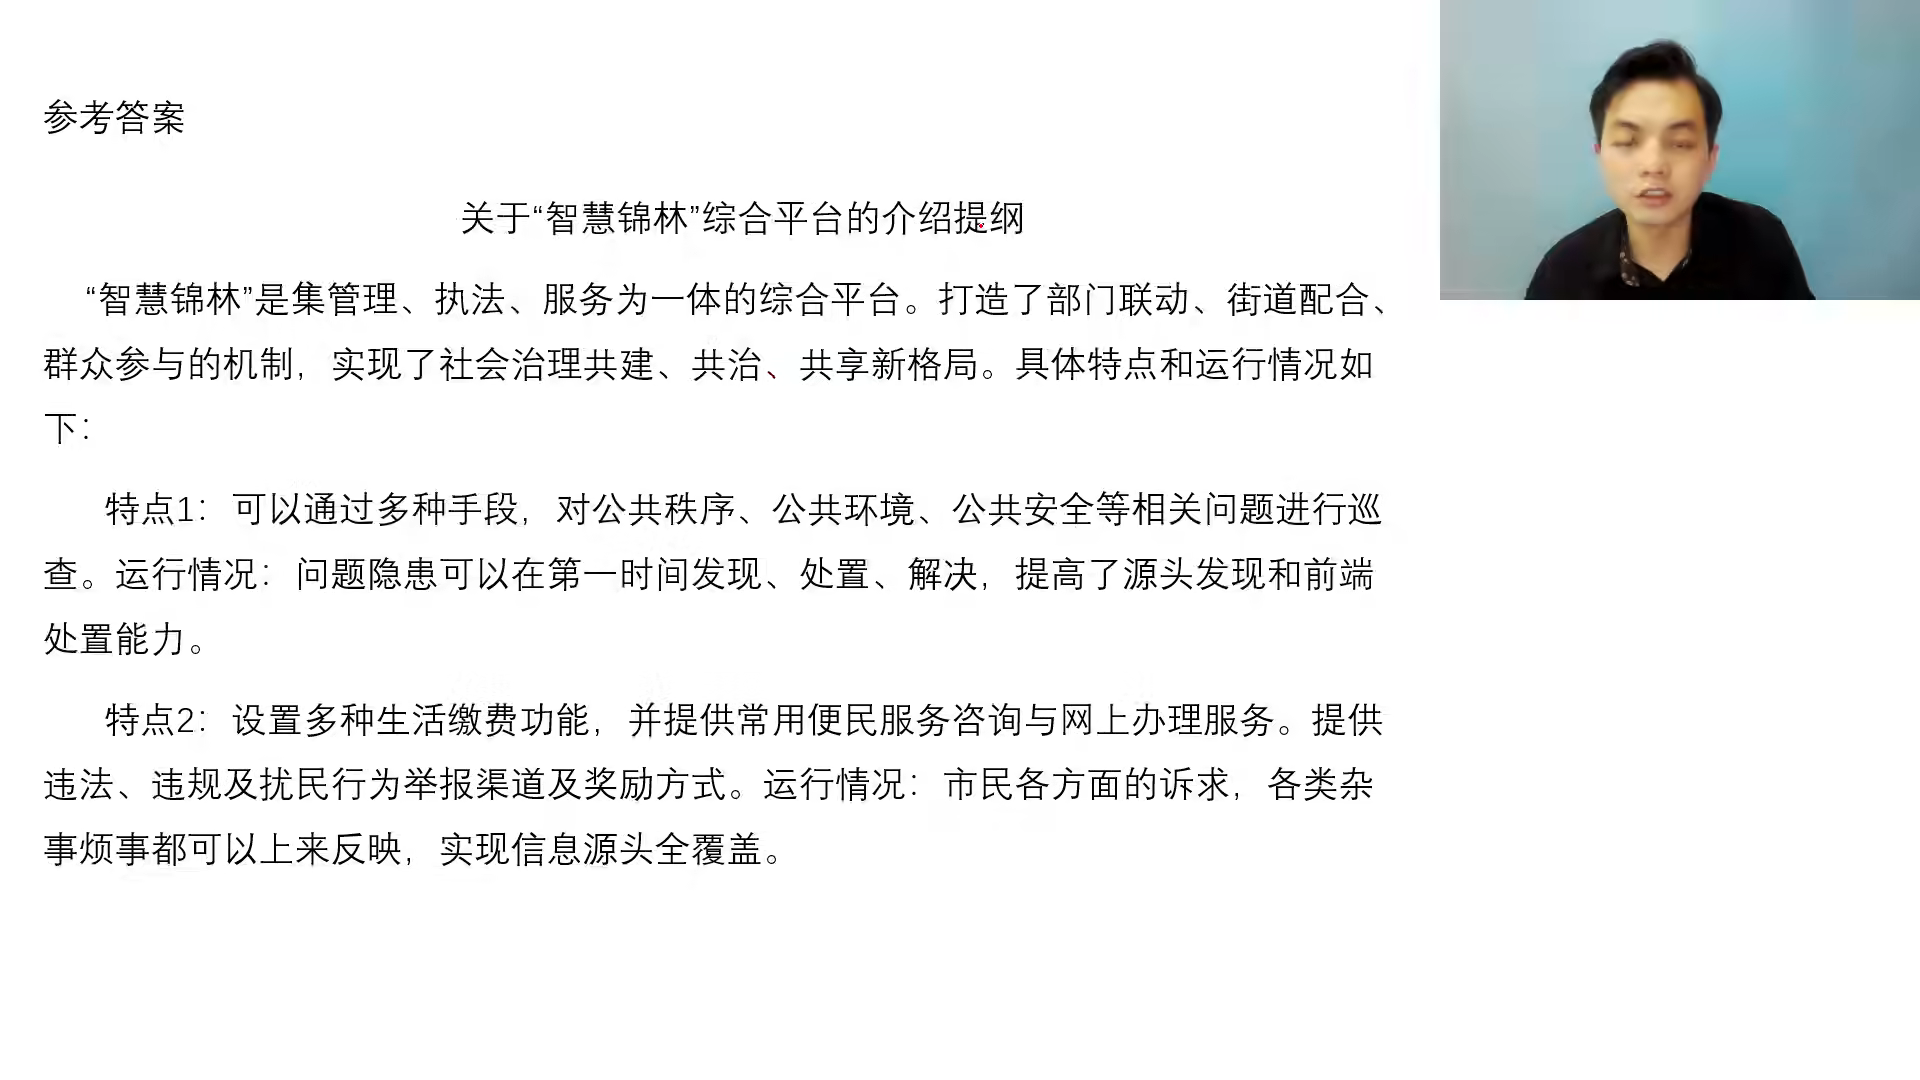 参考答案
关于“智慧锦林”综合平台的介绍提纲
“智慧锦林”是集管理、执法、服务为一体的综合平台。打造了部门联动、街道配合、
群众参与的机制，实现了社会治理共建、共治、共享新格局。具体特点和运行情况如
下：
特点1：可以通过多种手段，对公共秩序、公共环境、公共安全等相关问题进行巡
查。运行情况：问题隐患可以在第一时间发现、处置、解决，提高了源头发现和前端
处置能力。
特点2：设置多种生活缴费功能，并提供常用便民服务咨询与网上办理服务。提供
违法、违规及扰民行为举报渠道及奖励方式。运行情况：市民各方面的诉求，各类杂
事烦事都可以上来反映，实现信息源头全覆盖。